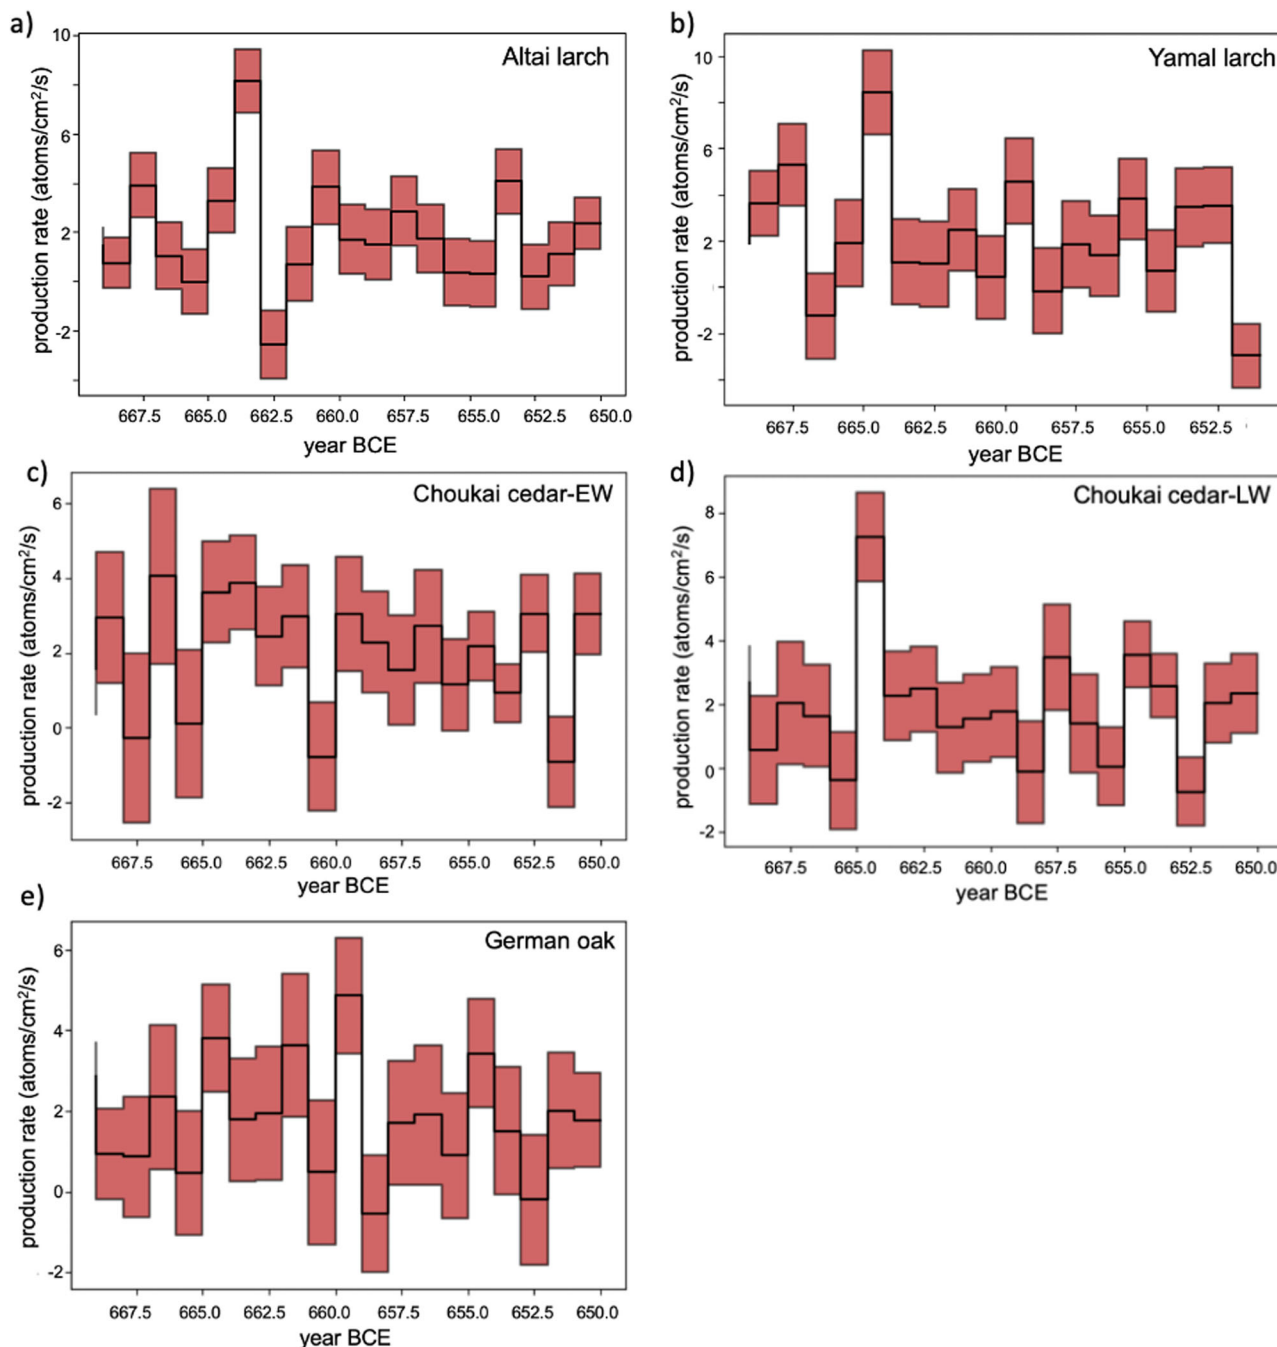 a)
Altai larch
production rate (atoms/cm²/s)
10
6
2
-2
667.5 665.0 662.5 660.0 657.5 655.0 652.5 650.0
year BCE
b)
Yamal larch
production rate (atoms/cm²/s)
10
6
2
-2
667.5 665.0 662.5 660.0 657.5 655.0 652.5
year BCE
c)
Choukai cedar-EW
production rate (atoms/cm²/s)
6
4
2
0
-2
667.5 665.0 662.5 660.0 657.5 655.0 652.5 650.0
year BCE
d)
Choukai cedar-LW
production rate (atoms/cm²/s)
8
6
4
2
0
-2
667.5 665.0 662.5 660.0 657.5 655.0 652.5 650.0
year BCE
e)
German oak
production rate (atoms/cm²/s)
6
4
2
0
-2
667.5 665.0 662.5 660.0 657.5 655.0 652.5 650.0
year BCE